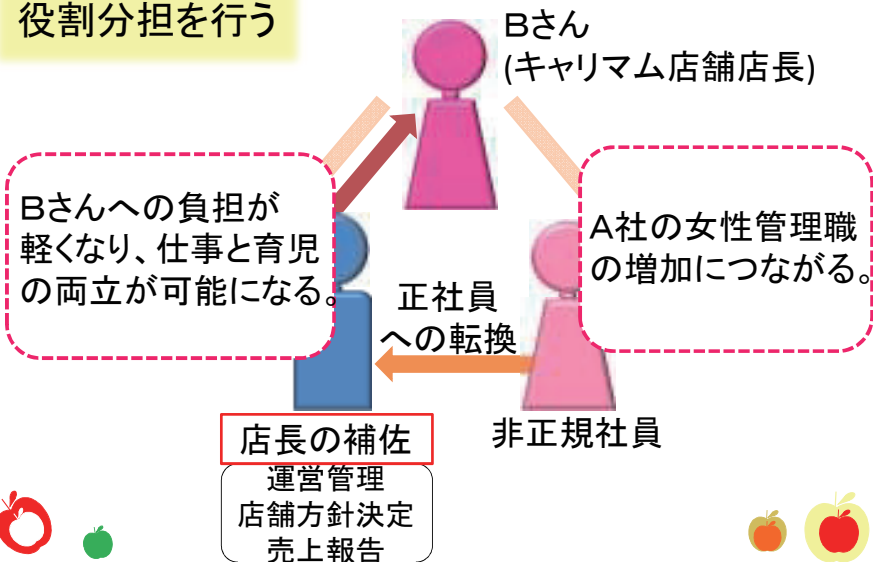 役割分担を行う
Bさん
(キャリマム店舗店長)
Bさんへの負担が
軽くなり、仕事と育児
の両立が可能になる。
A社の女性管理職
の増加につながる。
正社員
への転換
店長の補佐
非正規社員
運営管理
店舗方針決定
売上報告